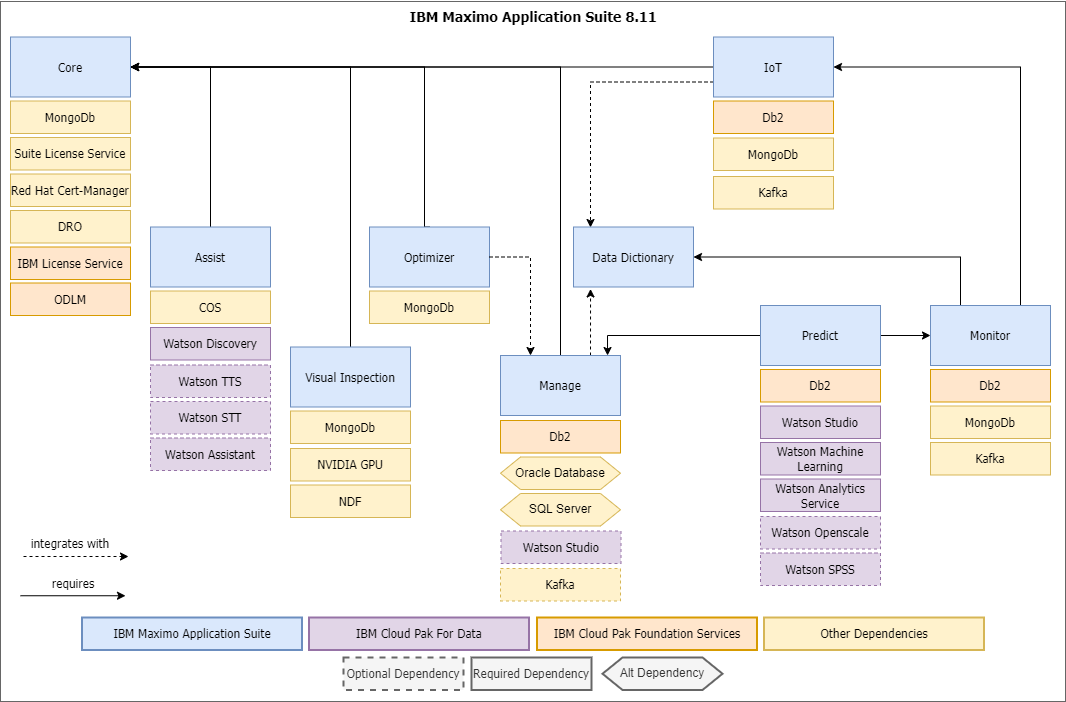 IBM Maximo Application Suite 8.11
Core
MongoDb
Suite License Service
Red Hat Cert-Manager
DRO
IBM License Service
ODLM
Assist
COS
Watson Discovery
Watson TTS
Watson STT
Watson Assistant
Visual Inspection
MongoDb
NVIDIA GPU
NDF
Optimizer
MongoDb
Manage
Db2
Oracle Database
SQL Server
Watson Studio
Kafka
Data Dictionary
IoT
Db2
MongoDb
Kafka
Predict
Db2
Watson Studio
Watson Machine
Learning
Watson Analytics
Service
Watson Openscale
Watson SPSS
Monitor
Db2
MongoDb
Kafka
integrates with
requires
IBM Maximo Application Suite
IBM Cloud Pak For Data
IBM Cloud Pak Foundation Services
Other Dependencies
Optional Dependency
Required Dependency
Alt Dependency